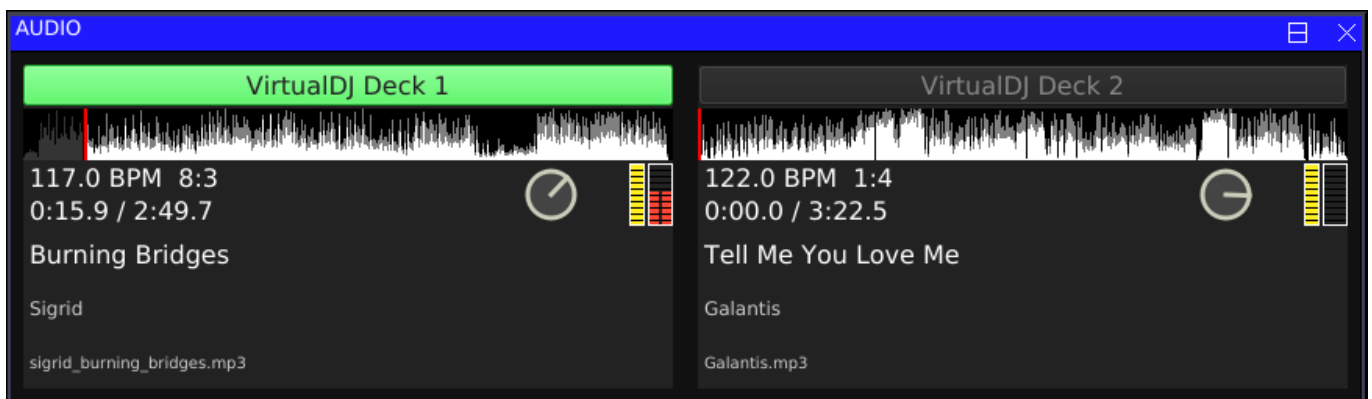 AUDIO
VirtualDJ Deck 1
117.0 BPM 8:3
0:15.9 / 2:49.7
Burning Bridges
Sigrid
sigrid_burning_bridges.mp3
VirtualDJ Deck 2
122.0 BPM 1:4
0:00.0 / 3:22.5
Tell Me You Love Me
Galantis
Galantis.mp3